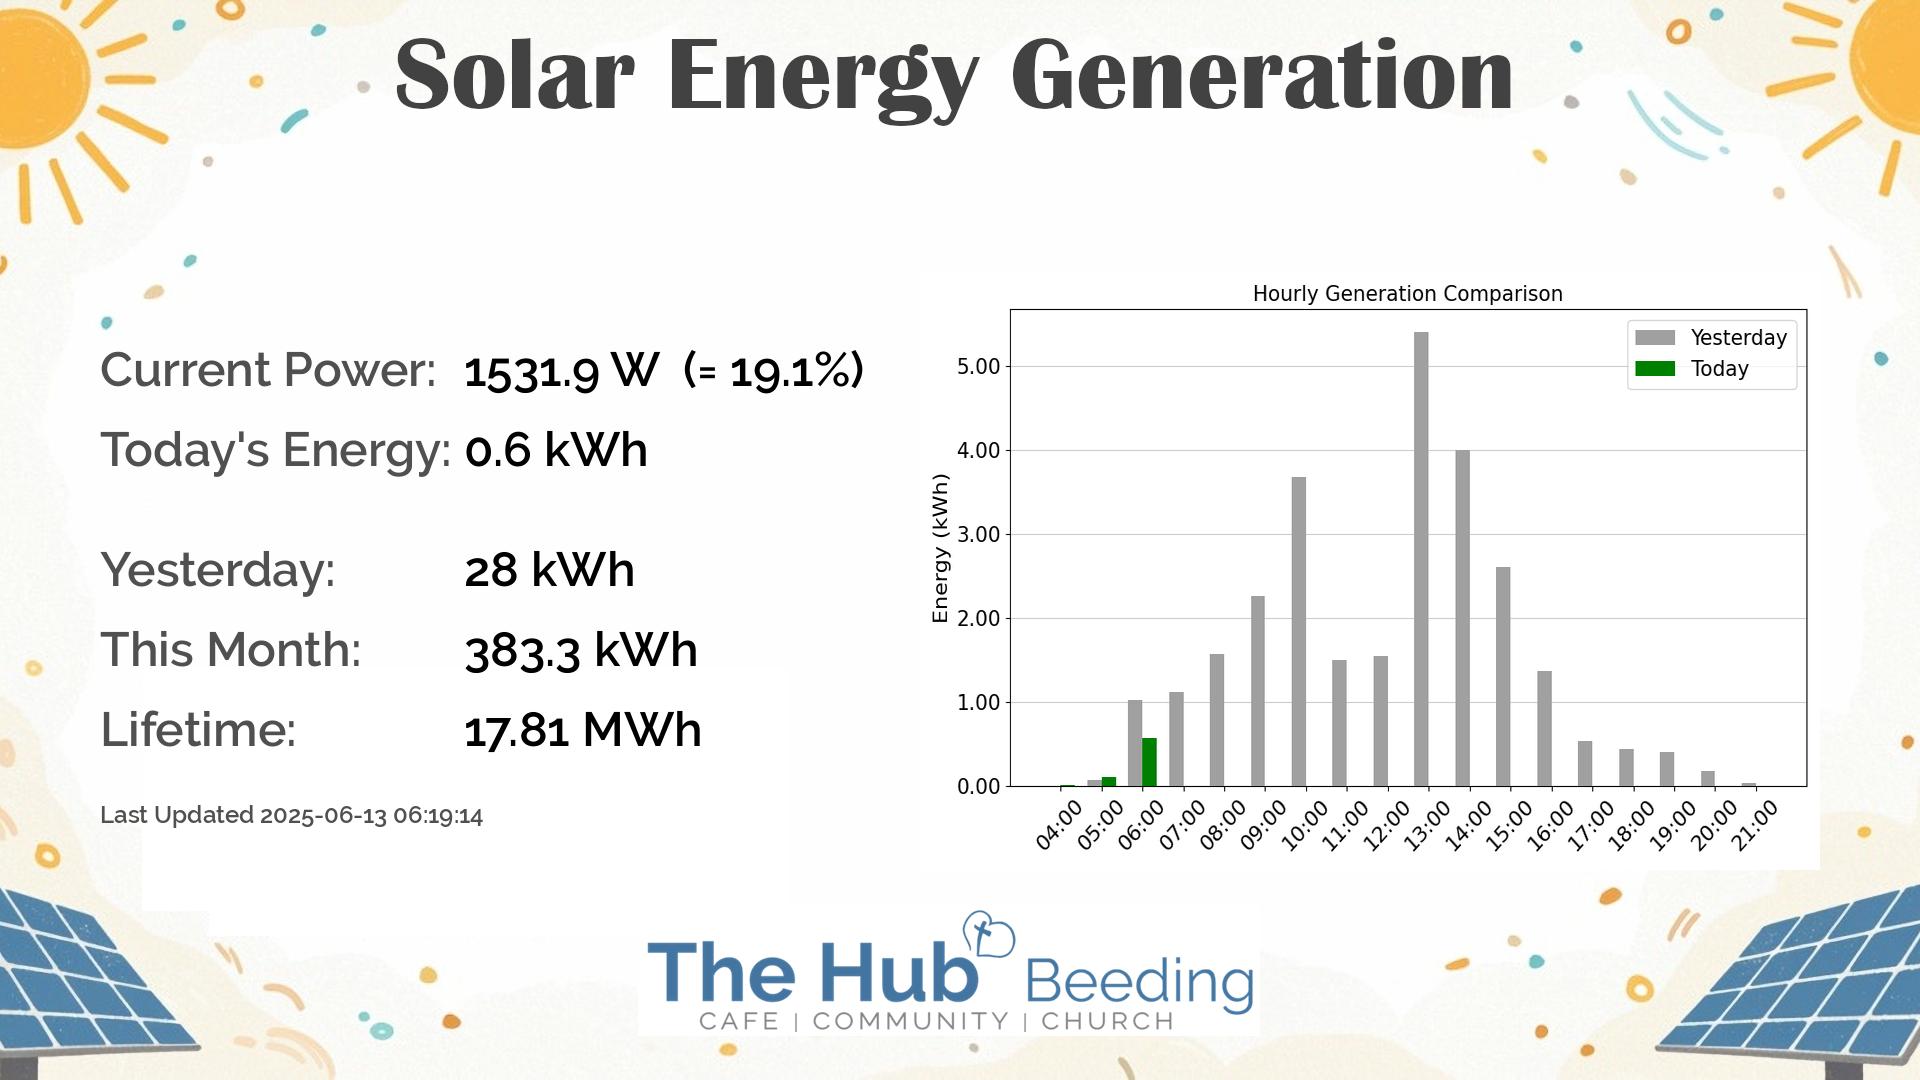 Solar Energy Generation
Current Power: 1531.9 W (= 19.1%)
Today's Energy: 0.6 kWh
Yesterday: 28 kWh
This Month: 383.3 kWh
Lifetime: 17.81 MWh
Last Updated 2025-06-13 06:19:14
Hourly Generation Comparison
Yesterday
Today
Energy (kWh)
5.00
4.00
3.00
2.00
1.00
0.00
04:00 05:00 06:00 07:00 08:00 09:00 10:00 11:00 12:00 13:00 14:00 15:00 16:00 17:00 18:00 19:00 20:00 21:00
The Hub Beeding
CAFE | COMMUNITY | CHURCH